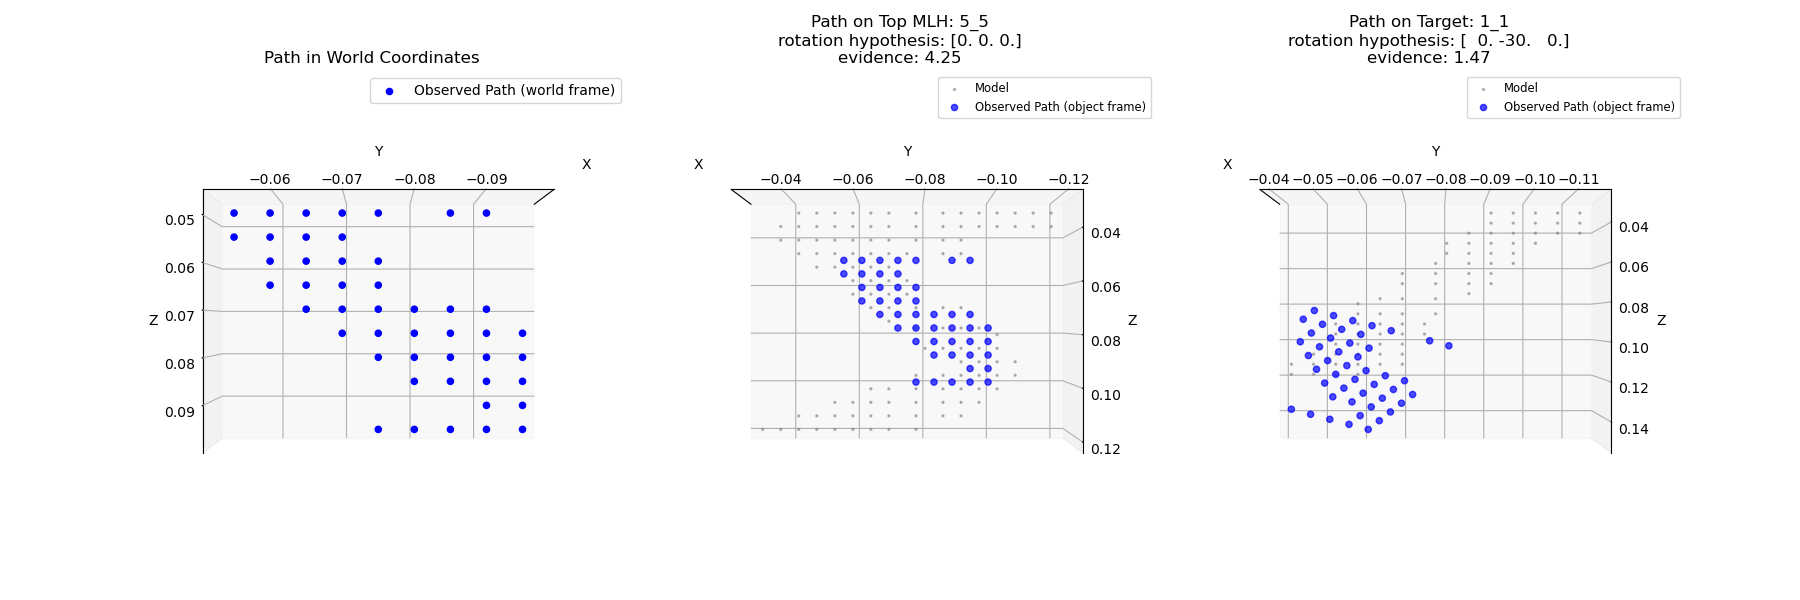 Path in World Coordinates
Observed Path (world frame)
Y
X
−0.06
−0.07
−0.08
−0.09
0.05
0.06
0.07
0.08
0.09
Z
Path on Top MLH: 5_5
rotation hypothesis: [0. 0. 0.]
evidence: 4.25
Model
Observed Path (object frame)
X
Y
−0.04
−0.06
−0.08
−0.10
−0.12
0.04
0.06
0.08
0.10
0.12
Z
Path on Target: 1_1
rotation hypothesis: [  0. -30.   0.]
evidence: 1.47
Model
Observed Path (object frame)
X
Y
−0.04
−0.05
−0.06
−0.07
−0.08
−0.09
−0.10
−0.11
0.04
0.06
0.08
0.10
0.12
0.14
Z